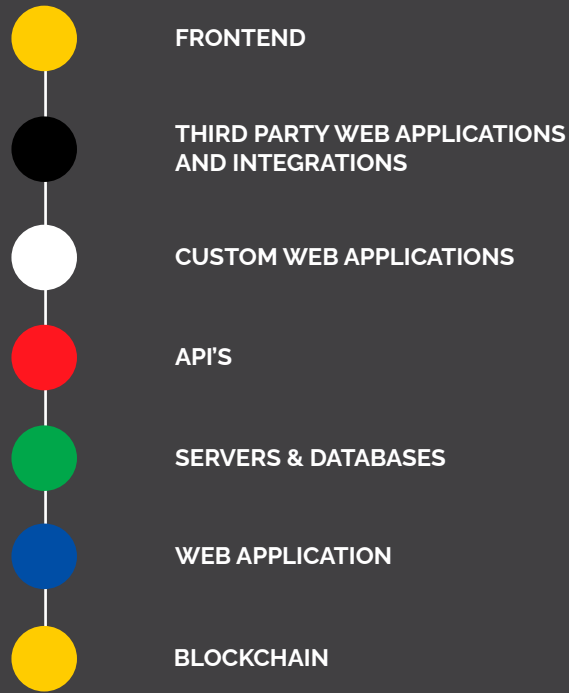 FRONTEND
THIRD PARTY WEB APPLICATIONS
AND INTEGRATIONS
CUSTOM WEB APPLICATIONS
API'S
SERVERS & DATABASES
WEB APPLICATION
BLOCKCHAIN